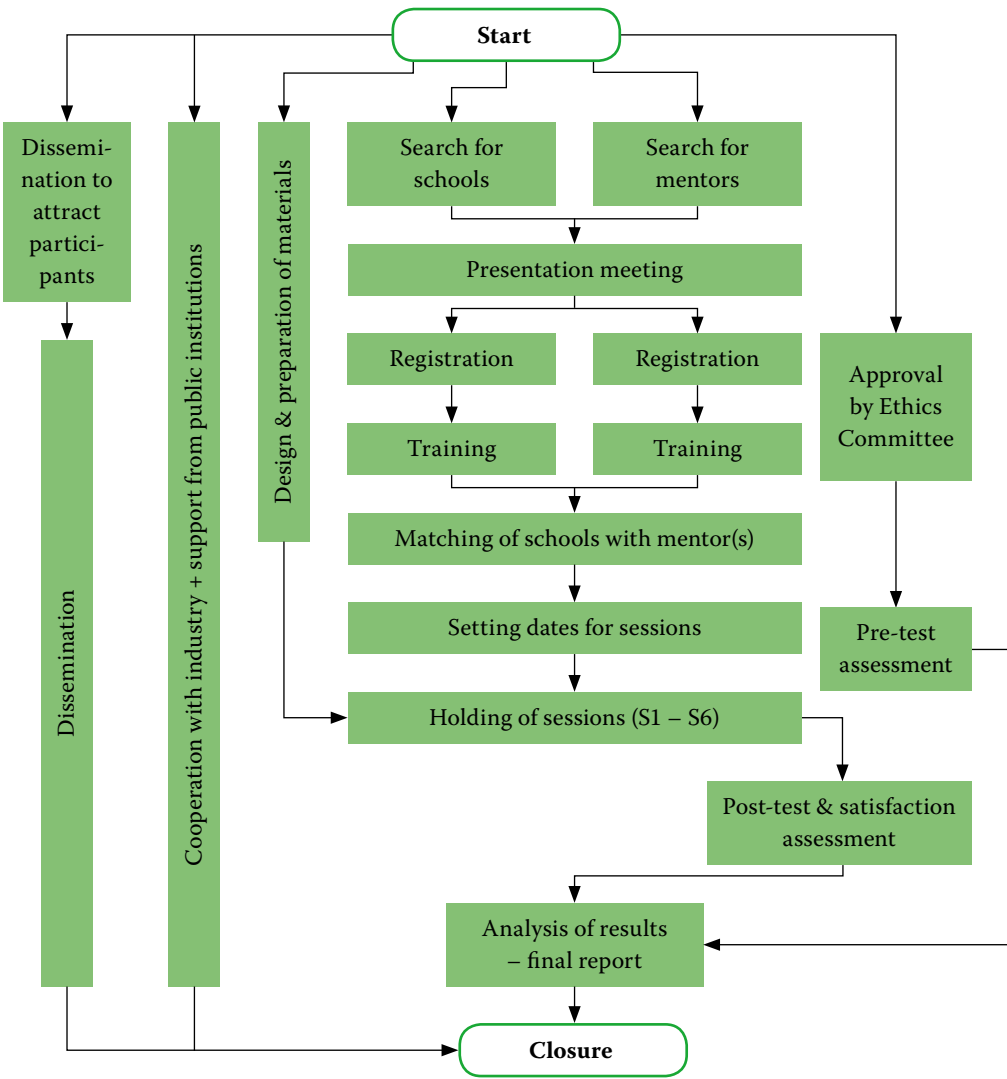 Start
Dissemi-
nation to
attract
partici-
pants
Dissemination
Cooperation with industry + support from public institutions
Design & preparation of materials
Search for
schools
Search for
mentors
Presentation meeting
Registration
Registration
Training
Training
Matching of schools with mentor(s)
Setting dates for sessions
Holding of sessions (S1 – S6)
Approval
by Ethics
Committee
Pre-test
assessment
Post-test & satisfaction
assessment
Analysis of results
– final report
Closure